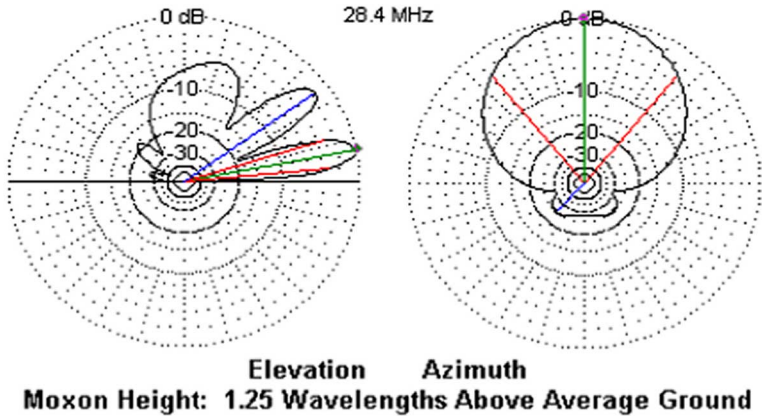 0 dB 28.4 MHz 0 dB
-10 -10
-20 20
-30 30
Elevation Azimuth
Moxon Height: 1.25 Wavelengths Above Average Ground